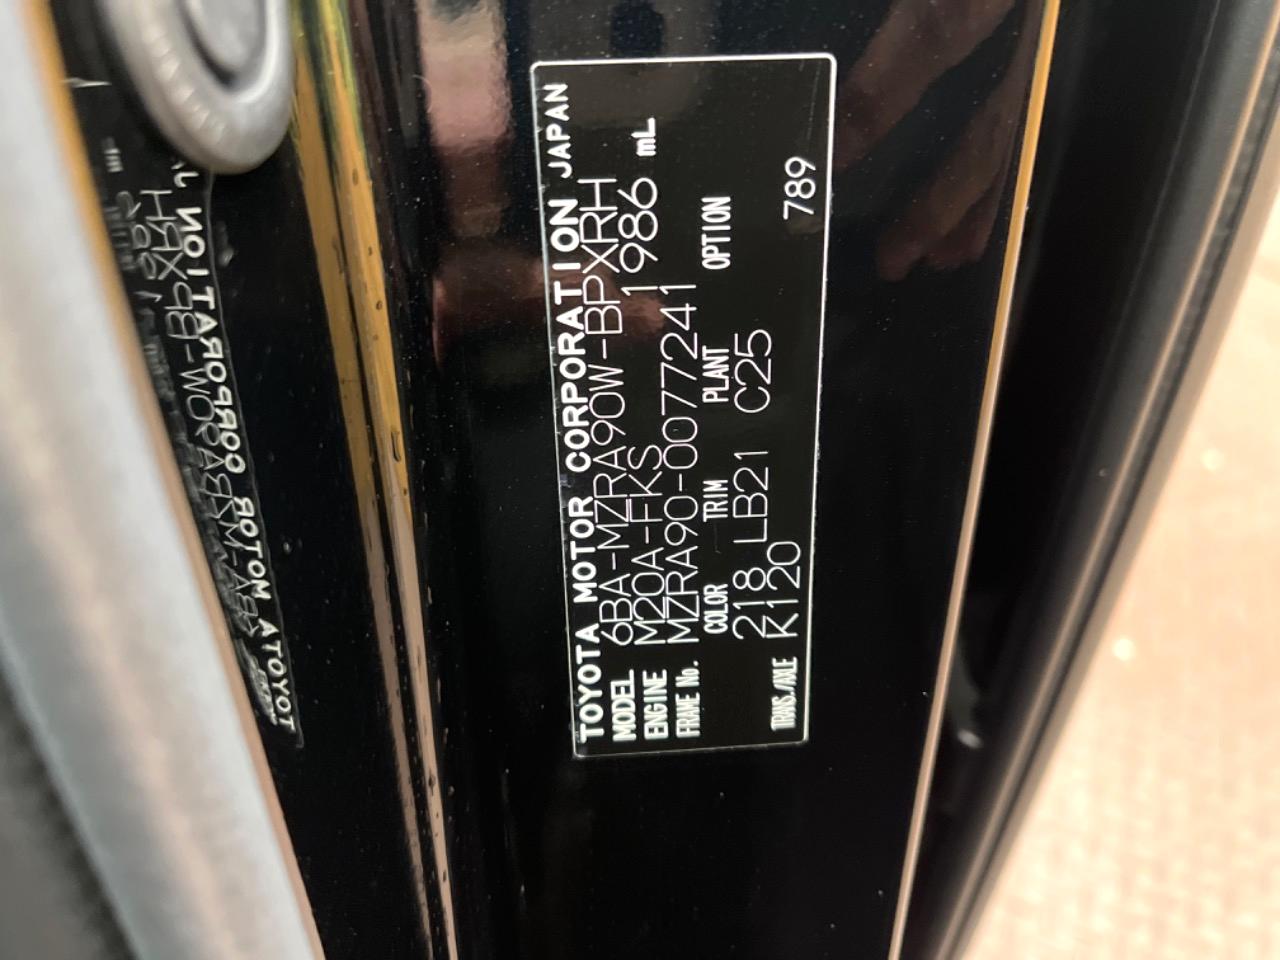 TOYOTA MOTOR CORPORATION JAPAN
MODEL 6BA-MZRA90W-BPXRH
ENGINE M20A-FKS 1986 mL
FRAME No. MZRA90-0077241
COLOR TRIM PLANT OPTION
218 LB21 C25
TRANS./AXLE K120 789